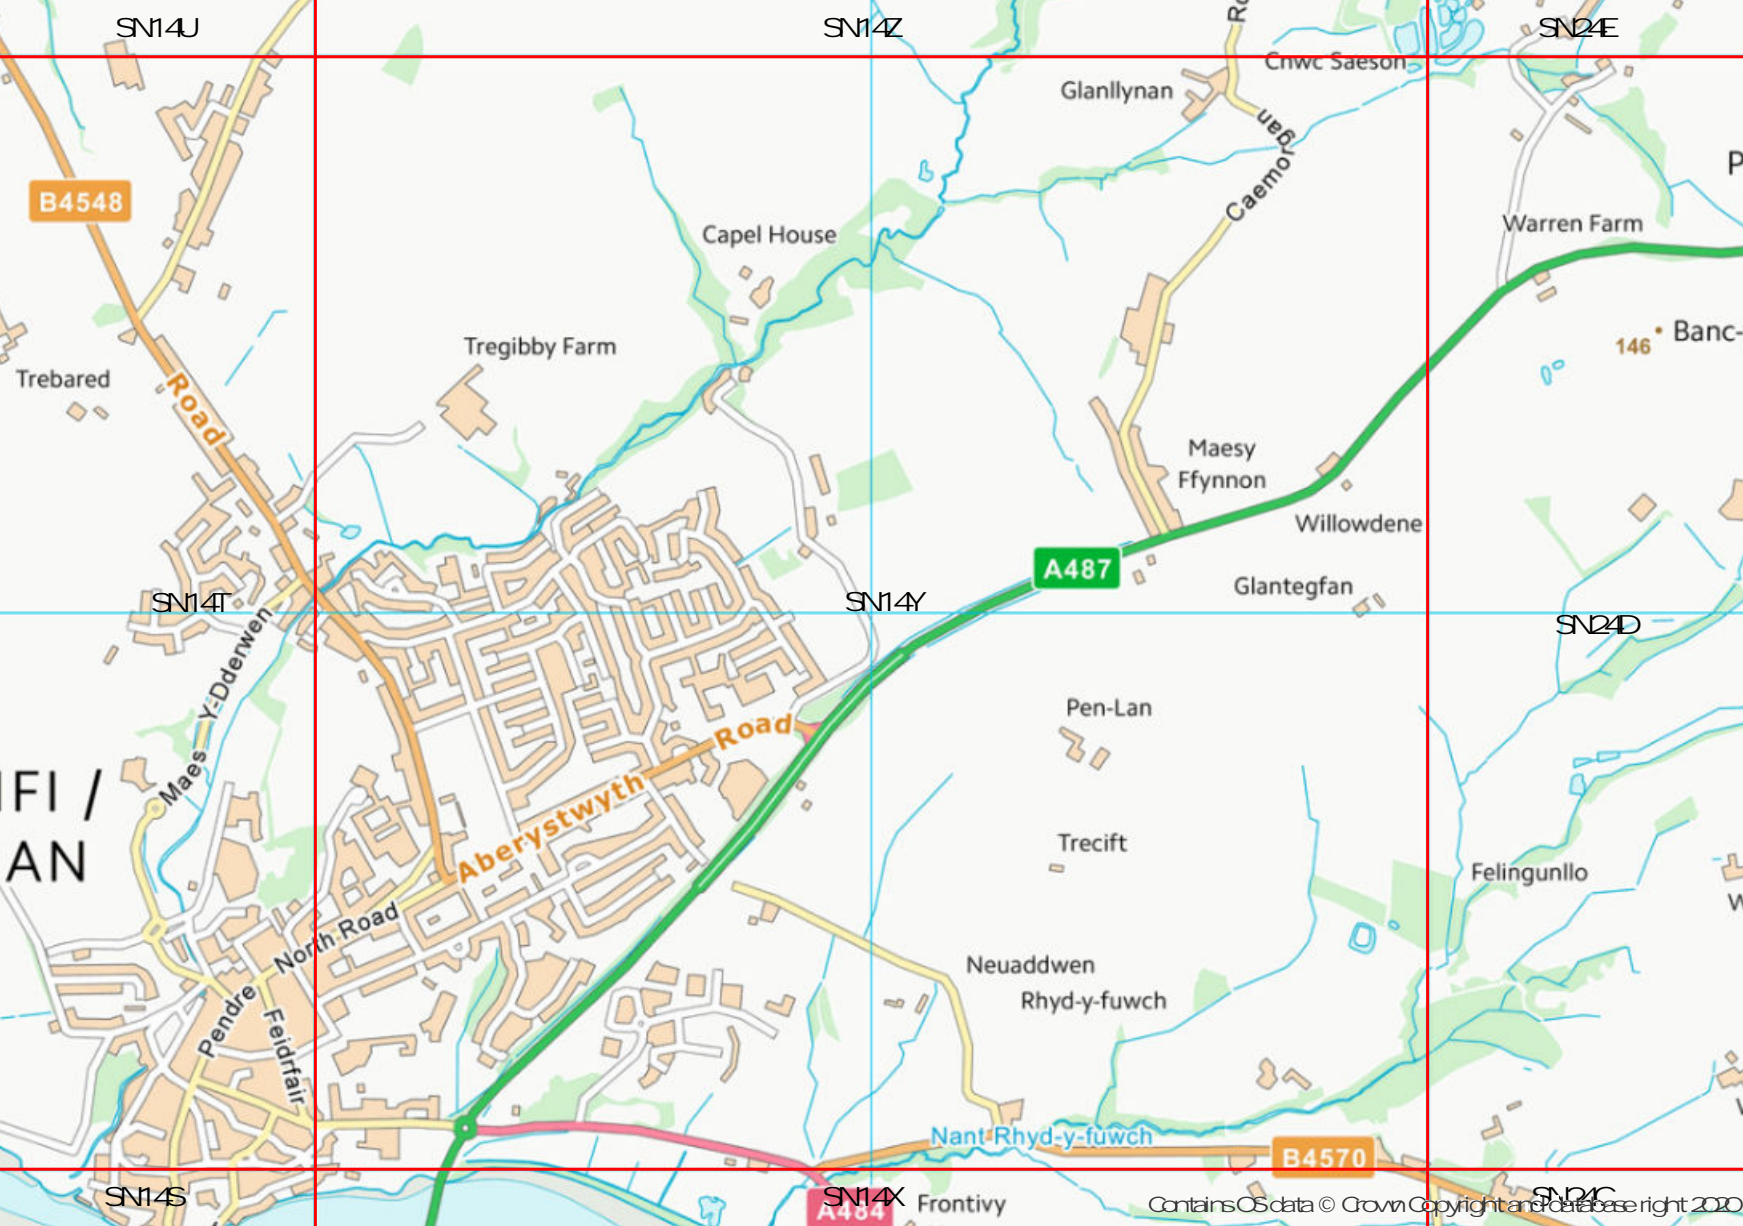 SN14U
SN14Z
SN24E
Ro
Cnwc Saeson
Glanllynan
Caemorgan
B4548
P
Warren Farm
Capel House
146
Banc-
Tregibby Farm
Trebared
Road
Maesy
Ffynnon
Willowdene
A487
Glantegfan
SN14T
SN14Y
SN24D
Maes Y-Dderwen
Pen-Lan
Aberystwyth Road
IFI /
AN
Trecift
Felingunllo
W
North Road
Neuaddwen
Rhyd-y-fuwch
Pendre
Feidrfair
Nant Rhyd-y-fuwch
B4570
SN14S
SN14X
A484
Frontivy
SN24C
Contains OS data © Crown Copyright and database right 2020